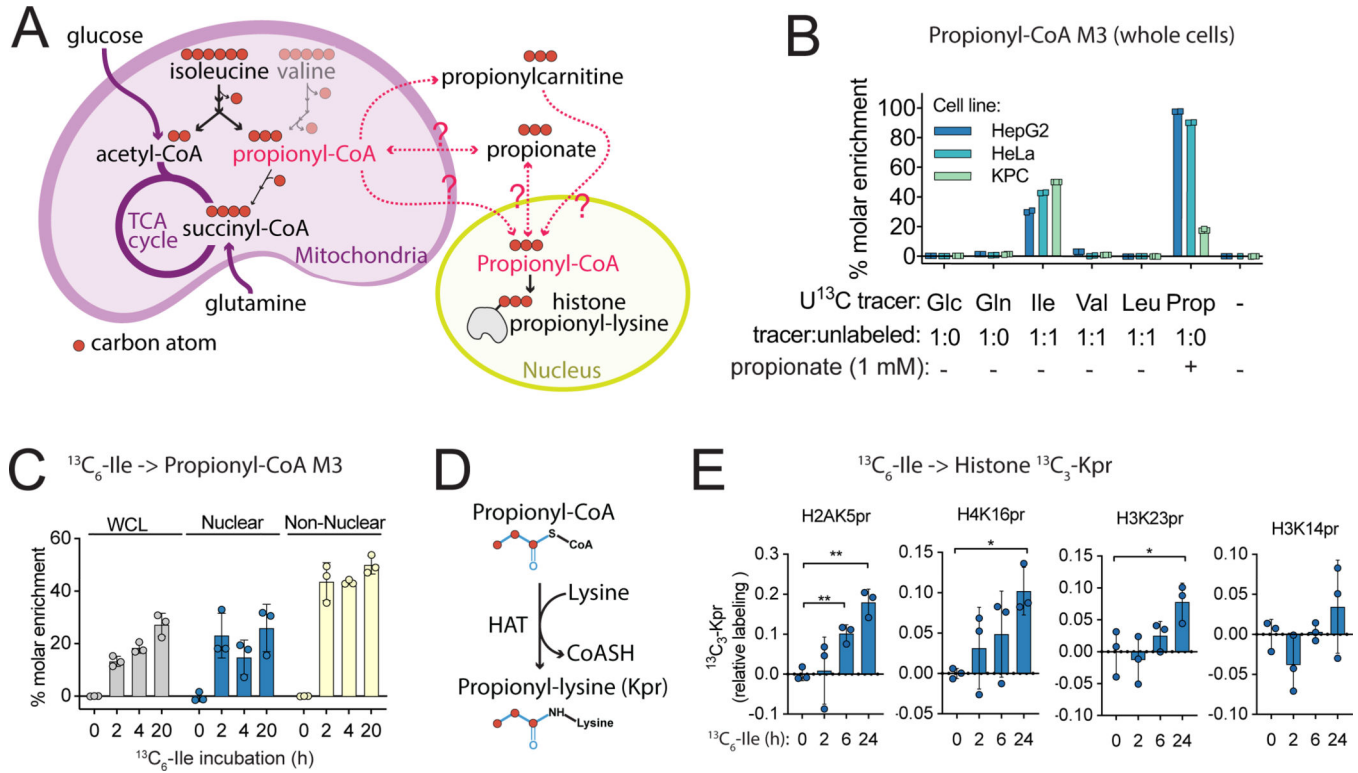 A
glucose
isoleucine
valine
acetyl-CoA
propionyl-CoA
TCA
cycle
succinyl-CoA
Mitochondria
glutamine
carbon atom
propionylcarnitine
?
propionate
?
?
?
Propionyl-CoA
histone
propionyl-lysine
Nucleus
B
Propionyl-CoA M3 (whole cells)
% molar enrichment
100
80
60
40
20
0
Cell line:
HepG2
HeLa
KPC
U¹³C tracer: Glc Gln Ile Val Leu Prop -
tracer:unlabeled: 1:0 1:0 1:1 1:1 1:1 1:0
propionate (1 mM): - - - - - + -
C
¹³C₆-Ile -> Propionyl-CoA M3
WCL Nuclear Non-Nuclear
% molar enrichment
60
40
20
0
0 2 4 20 0 2 4 20 0 2 4 20
¹³C₆-Ile incubation (h)
D
Propionyl-CoA
S
CoA
O
Lysine
HAT
CoASH
Propionyl-lysine (Kpr)
NH
Lysine
O
E
¹³C₆-Ile -> Histone ¹³C₃-Kpr
¹³C₃-Kpr
(relative labeling)
H2AK5pr
0.3
0.2
0.1
0.0
-0.1
**
**
H4K16pr
0.15
0.10
0.05
0.00
-0.05
*
H3K23pr
0.15
0.10
0.05
0.00
-0.05
-0.10
*
H3K14pr
0.10
0.05
0.00
-0.05
-0.10
¹³C₆-Ile (h): 0 2 6 24 0 2 6 24 0 2 6 24 0 2 6 24